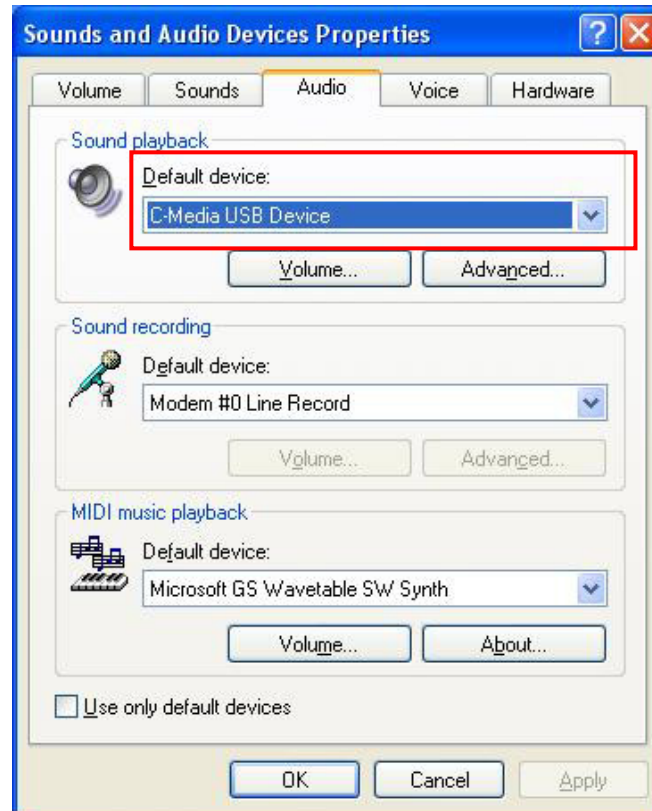 Sounds and Audio Devices Properties
Volume Sounds Audio Voice Hardware
Sound playback
Default device:
C-Media USB Device
Volume... Advanced...
Sound recording
Default device:
Modem #0 Line Record
Volume... Advanced...
MIDI music playback
Default device:
Microsoft GS Wavetable SW Synth
Volume... About...
Use only default devices
OK Cancel Apply